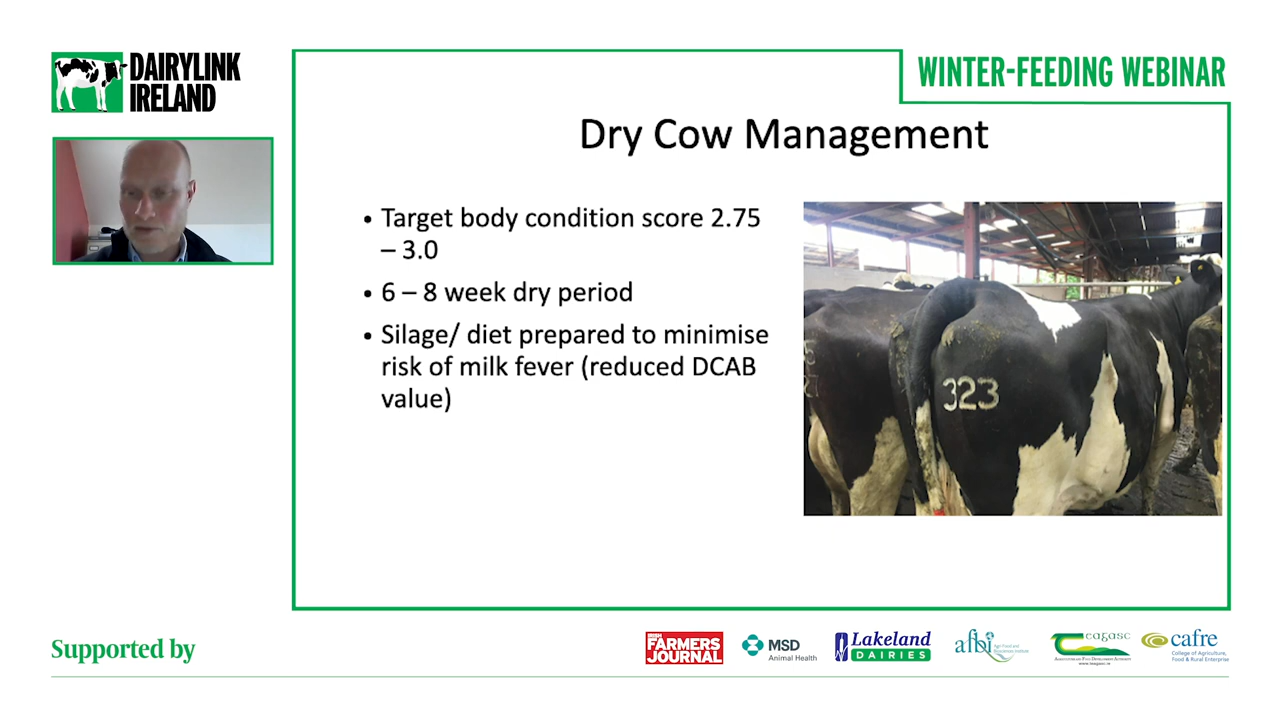 DAIRYLINK
IRELAND
WINTER-FEEDING WEBINAR
Dry Cow Management
• Target body condition score 2.75
– 3.0
• 6 – 8 week dry period
• Silage/ diet prepared to minimise
risk of milk fever (reduced DCAB
value)
323
Supported by
IRISH
FARMERS
JOURNAL
MSD
Animal Health
Lakeland
DAIRIES
afbi
Agri-Food and
Biosciences Institute
teagasc
AGRICULTURE AND FOOD DEVELOPMENT AUTHORITY
www.teagasc.ie
cafre
College of Agriculture,
Food & Rural Enterprise